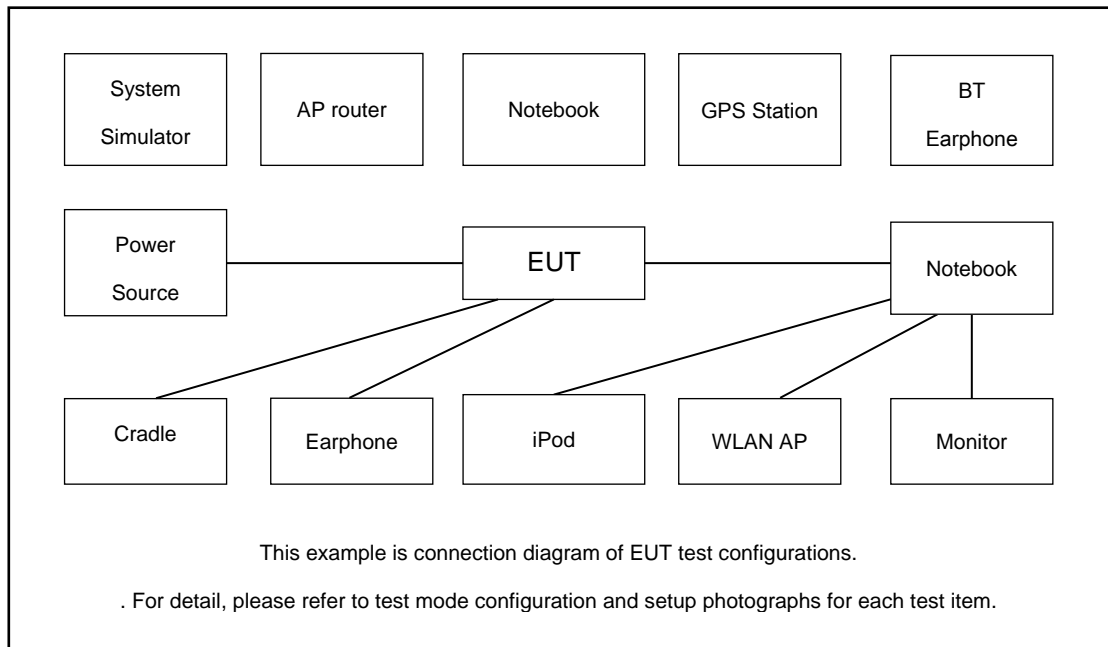 System
Simulator
AP router
Notebook
GPS Station
BT
Earphone
Power
Source
EUT
Notebook
Cradle
Earphone
iPod
WLAN AP
Monitor
This example is connection diagram of EUT test configurations.
. For detail, please refer to test mode configuration and setup photographs for each test item.